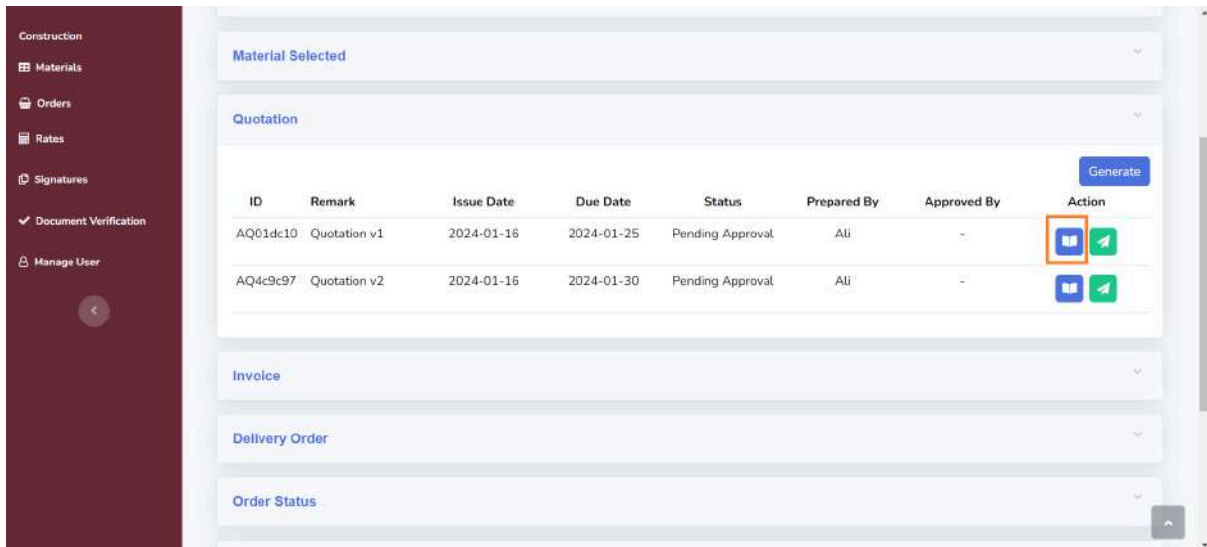 Construction
Materials
Orders
Rates
Signatures
Document Verification
Manage User
Material Selected
Quotation
Generate
ID Remark Issue Date Due Date Status Prepared By Approved By Action
AQ01dc10 Quotation v1 2024-01-16 2024-01-25 Pending Approval Ali -
AQ4c9c97 Quotation v2 2024-01-16 2024-01-30 Pending Approval Ali -
Invoice
Delivery Order
Order Status